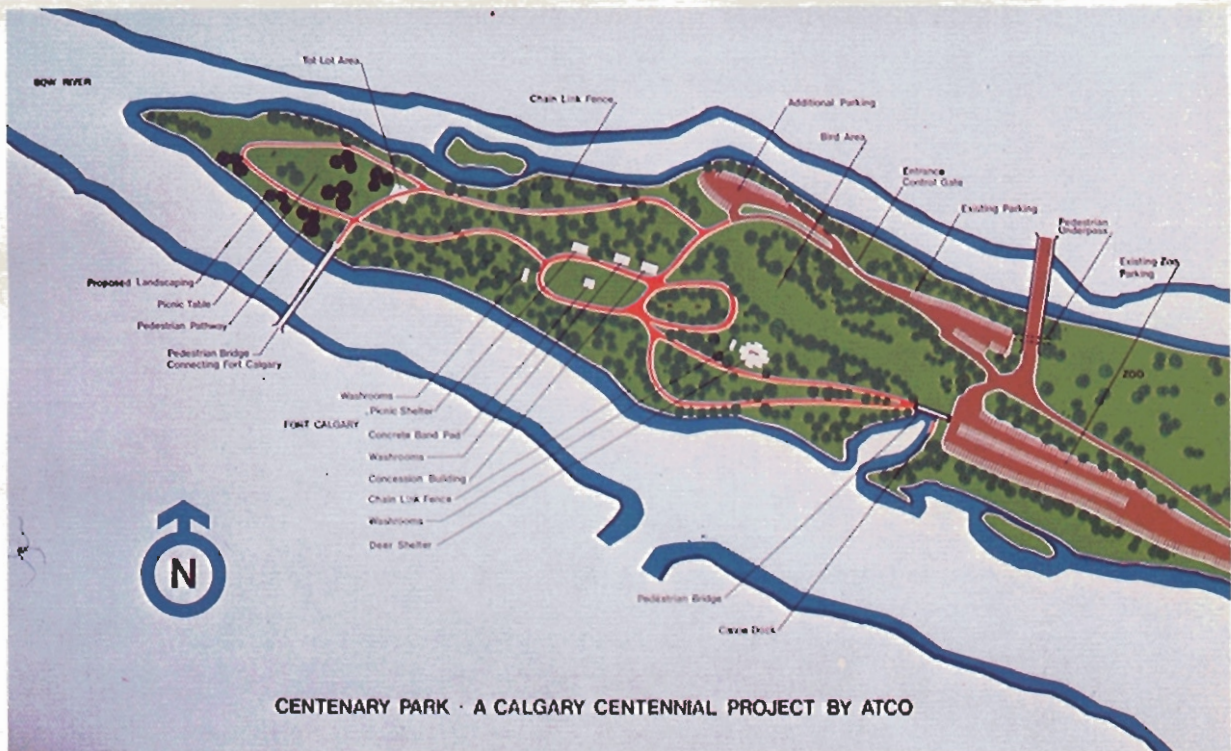 BOW RIVER
Tot Lot Area
Chain Link Fence
Additional Parking
Bird Area
Entrance
Control Gate
Existing Parking
Pedestrian
Underpass
Existing Zoo
Parking
ZOO
Proposed Landscaping
Picnic Table
Pedestrian Pathway
Pedestrian Bridge
Connecting Fort Calgary
FORT CALGARY
Washrooms
Picnic Shelter
Concrete Band Pad
Washrooms
Concession Building
Chain Link Fence
Washrooms
Deer Shelter
Pedestrian Bridge
Canoe Dock
N
CENTENARY PARK · A CALGARY CENTENNIAL PROJECT BY ATCO